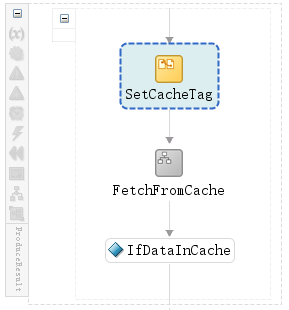 (x)
SetCacheTag
FetchFromCache
IfDataInCache
ProduceResult